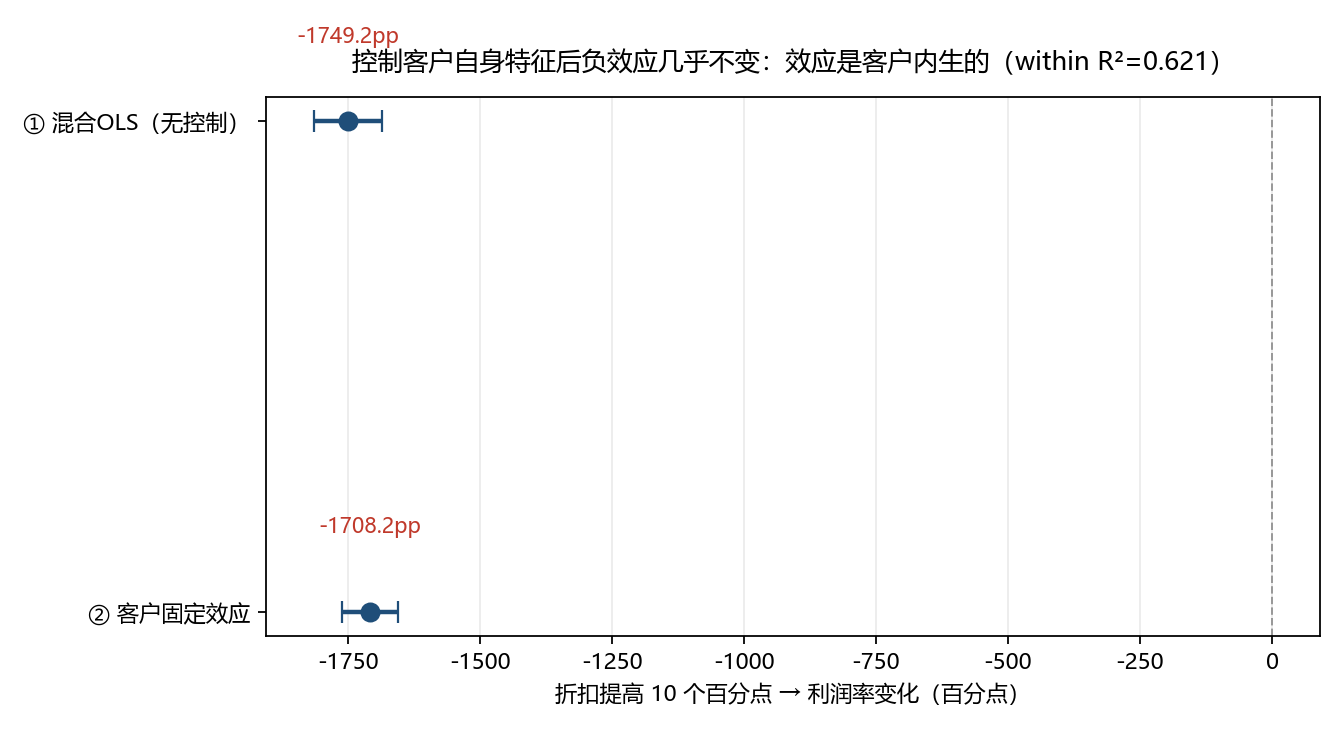 -1749.2pp
控制客户自身特征后负效应几乎不变：效应是客户内生的（within R²=0.621）
① 混合OLS（无控制）
-1708.2pp
② 客户固定效应
-1750 -1500 -1250 -1000 -750 -500 -250 0
折扣提高 10 个百分点 → 利润率变化（百分点）